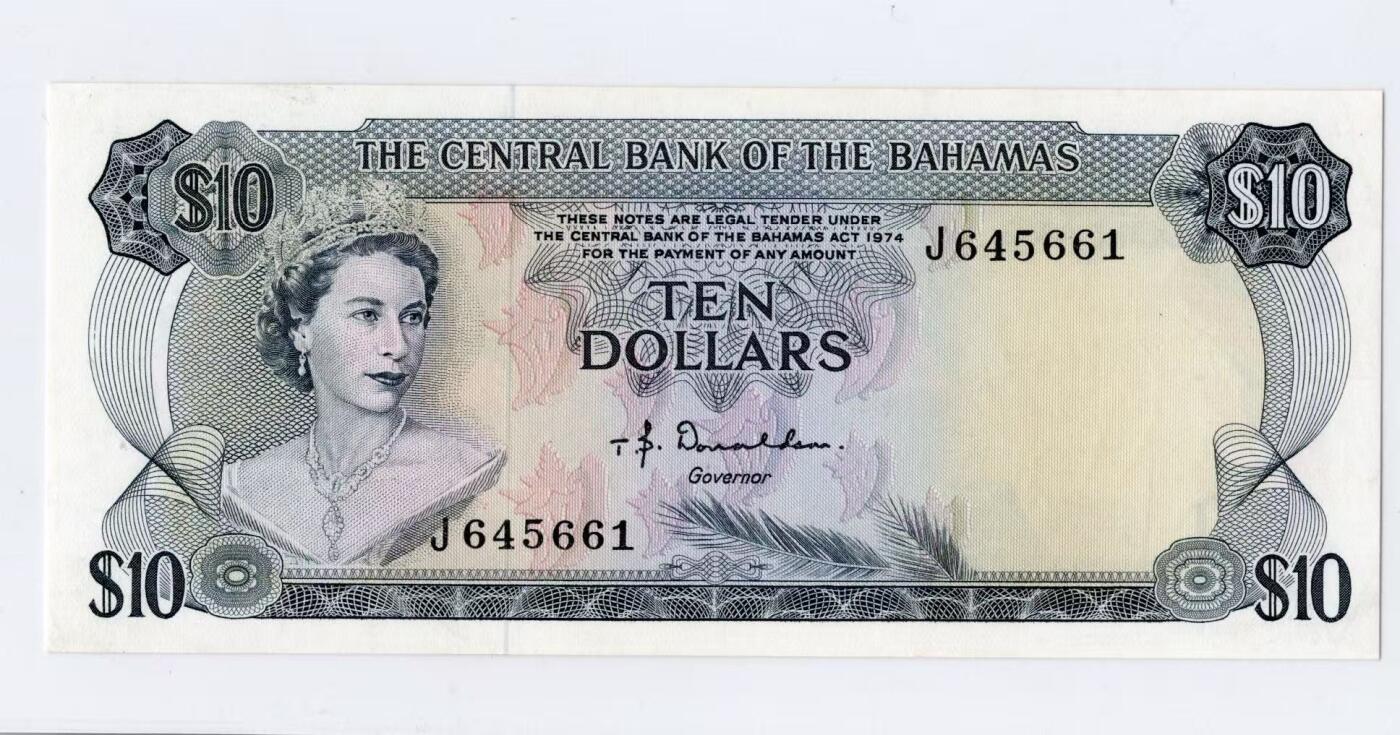 THE CENTRAL BANK OF THE BAHAMAS
$10
$10
THESE NOTES ARE LEGAL TENDER UNDER
THE CENTRAL BANK OF THE BAHAMAS ACT 1974
FOR THE PAYMENT OF ANY AMOUNT
J645661
TEN
DOLLARS
T B. Donaldson.
Governor
J645661
$10
$10